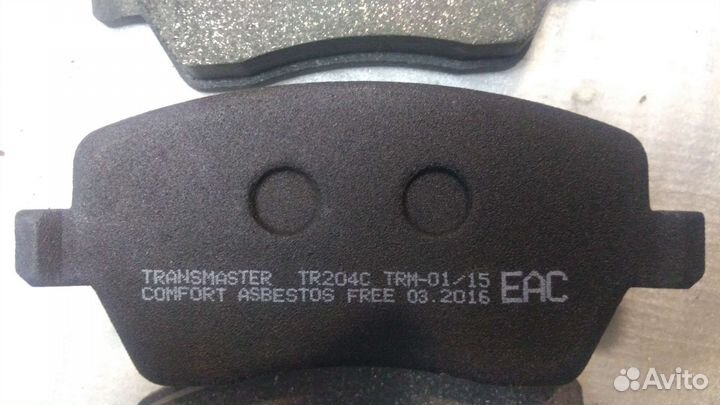 TRANSMASTER TR204C TRM-01/15
COMFORT ASBESTOS FREE 03.2016 EAC
Avito